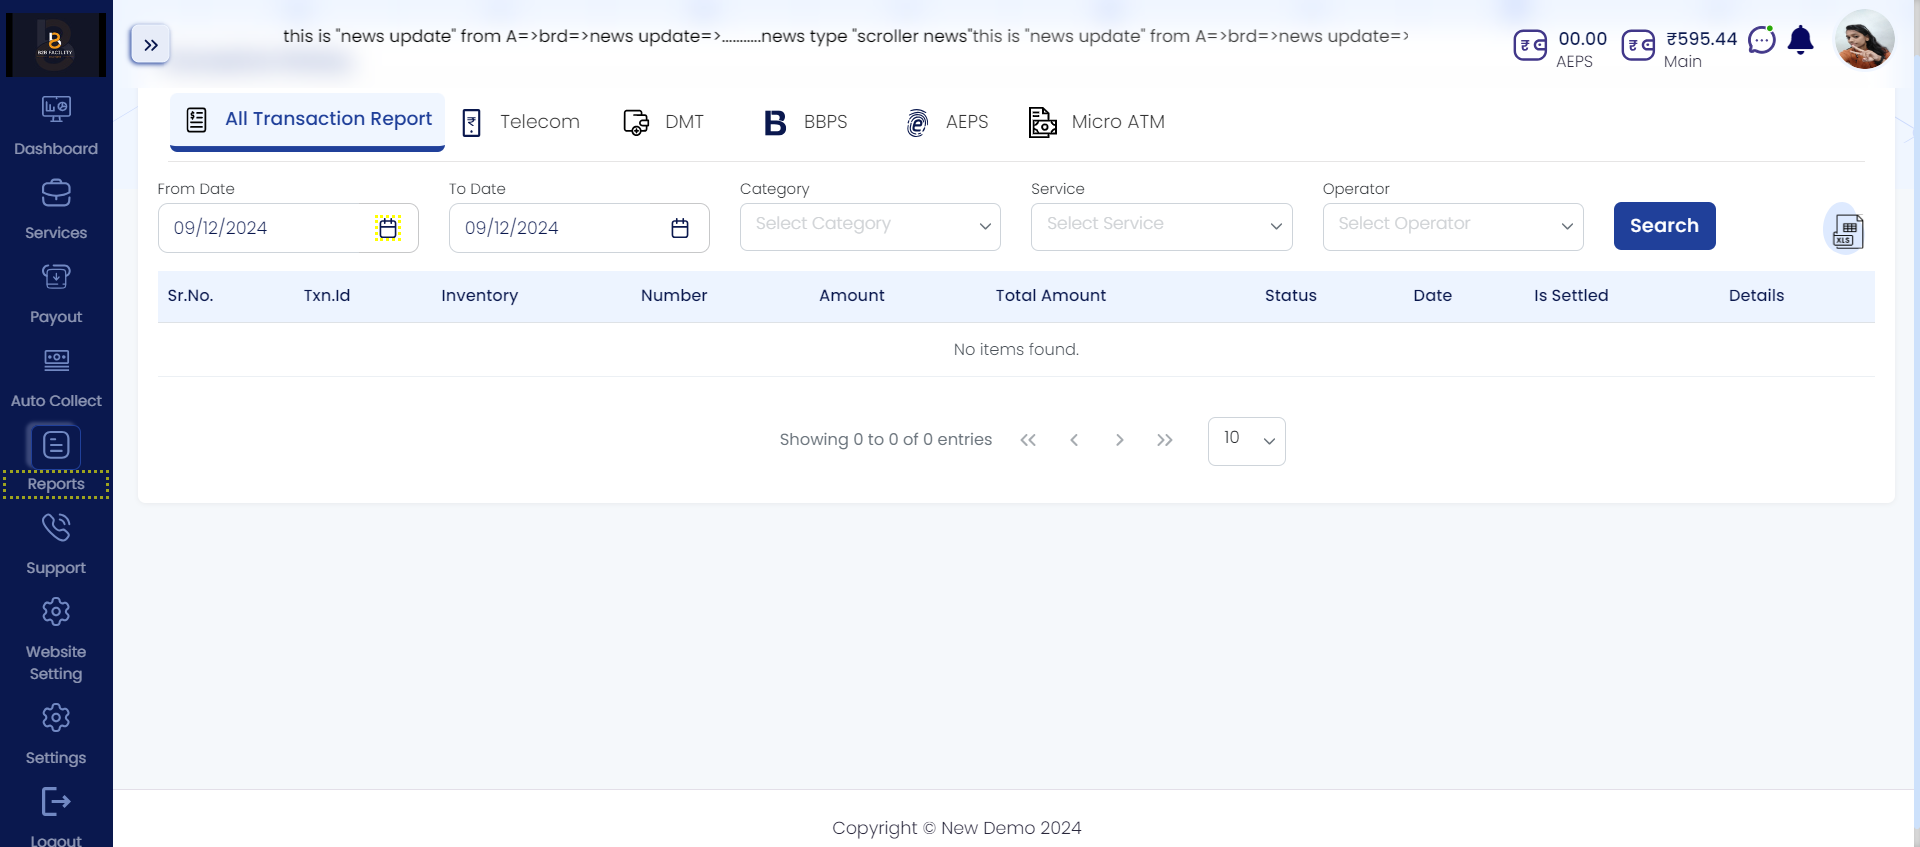 B2B FACILITY
this is "news update" from A=>brd=>news update=>...........news type "scroller news"this is "news update" from A=>brd=>news update=>
00.00
AEPS
₹595.44
Main
Dashboard
Services
Payout
Auto Collect
Reports
Support
Website
Setting
Settings
Logout
All Transaction Report
Telecom
DMT
BBPS
AEPS
Micro ATM
From Date
To Date
Category
Service
Operator
09/12/2024
09/12/2024
Select Category
Select Service
Select Operator
Search
XLS
Sr.No. Txn.Id Inventory Number Amount Total Amount Status Date Is Settled Details
No items found.
Showing 0 to 0 of 0 entries
10
Copyright © New Demo 2024